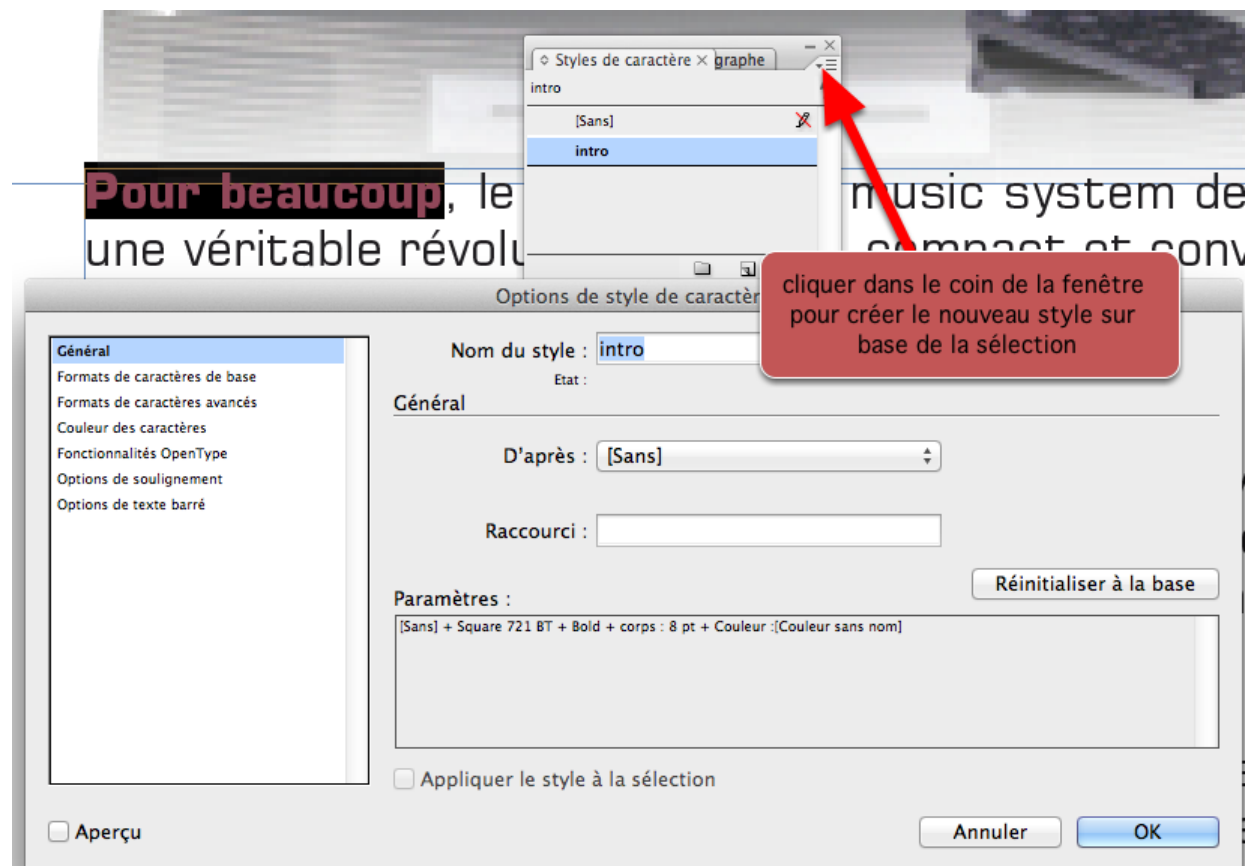 Styles de caractère × graphe
intro
[Sans]
intro
Pour beaucoup, le music system de
une véritable révolu compact et conv
cliquer dans le coin de la fenêtre
pour créer le nouveau style sur
base de la sélection
Options de style de caractèr
Général
Formats de caractères de base
Formats de caractères avancés
Couleur des caractères
Fonctionnalités OpenType
Options de soulignement
Options de texte barré
Nom du style : intro
Etat :
Général
D'après : [Sans]
Raccourci :
Réinitialiser à la base
Paramètres :
[Sans] + Square 721 BT + Bold + corps : 8 pt + Couleur :[Couleur sans nom]
Appliquer le style à la sélection
Aperçu
Annuler OK